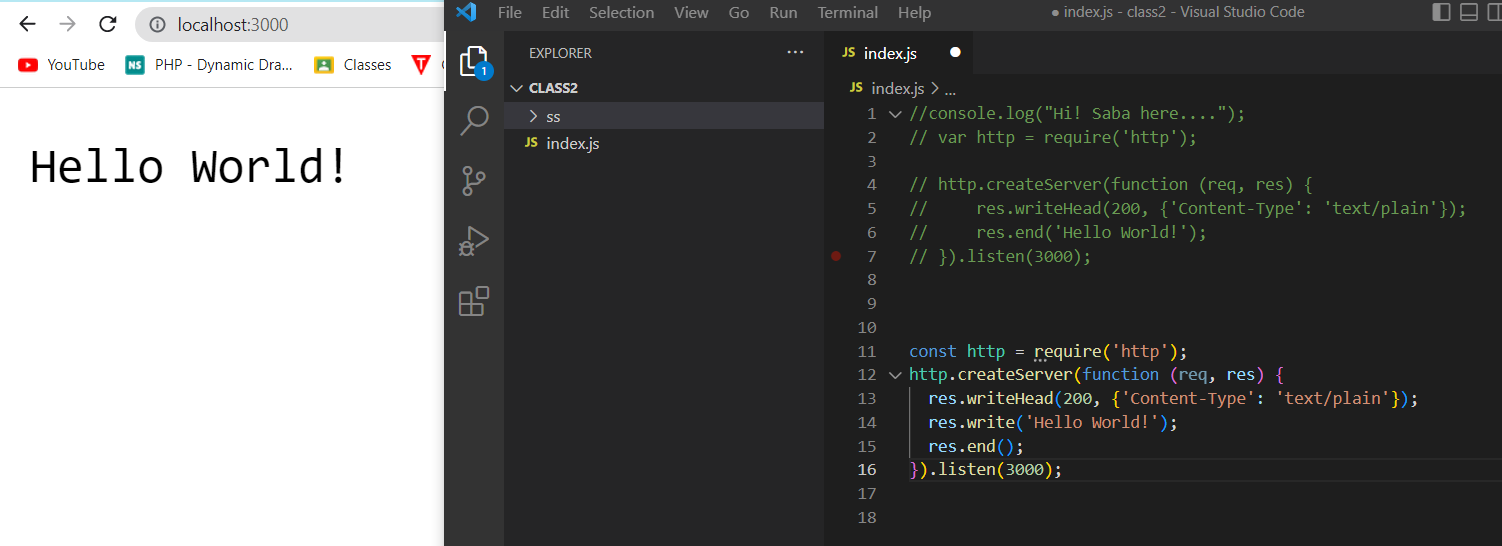 localhost:3000
YouTube NS PHP - Dynamic Dra... Classes
Hello World!
File Edit Selection View Go Run Terminal Help ● index.js - class2 - Visual Studio Code
1
EXPLORER ...
CLASS2
ss
JS index.js
JS index.js
JS index.js > ...
1 //console.log("Hi! Saba here....");
2 // var http = require('http');
3
4 // http.createServer(function (req, res) {
5 //     res.writeHead(200, {'Content-Type': 'text/plain'});
6 //     res.end('Hello World!');
7 // }).listen(3000);
8
9
10
11 const http = require('http');
12 http.createServer(function (req, res) {
13   res.writeHead(200, {'Content-Type': 'text/plain'});
14   res.write('Hello World!');
15   res.end();
16 }).listen(3000);
17
18